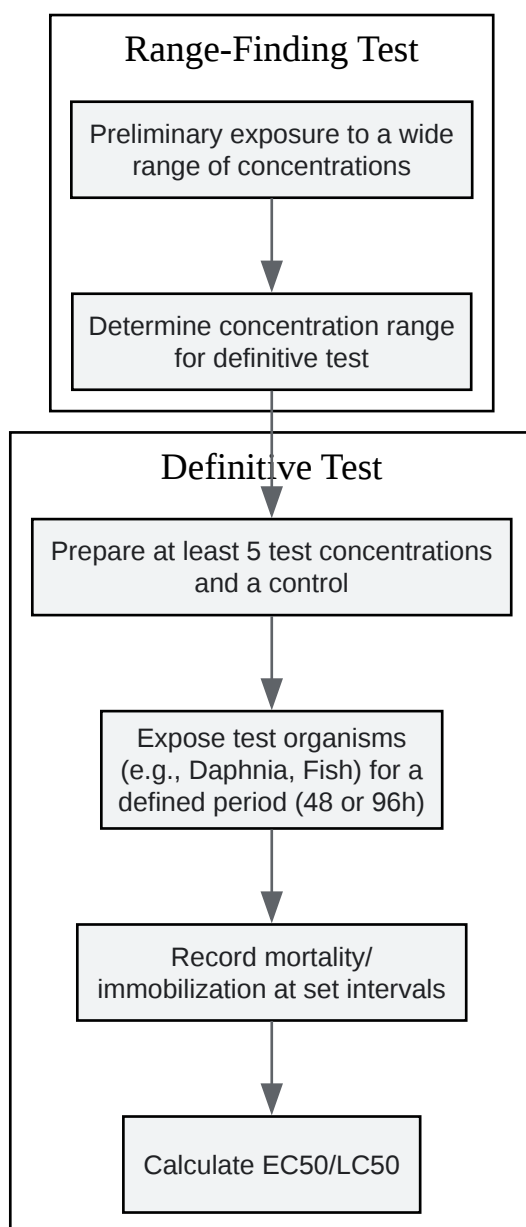 Range-Finding Test
Preliminary exposure to a wide
range of concentrations
Determine concentration range
for definitive test
Definitive Test
Prepare at least 5 test concentrations
and a control
Expose test organisms
(e.g., Daphnia, Fish) for a
defined period (48 or 96h)
Record mortality/
immobilization at set intervals
Calculate EC50/LC50